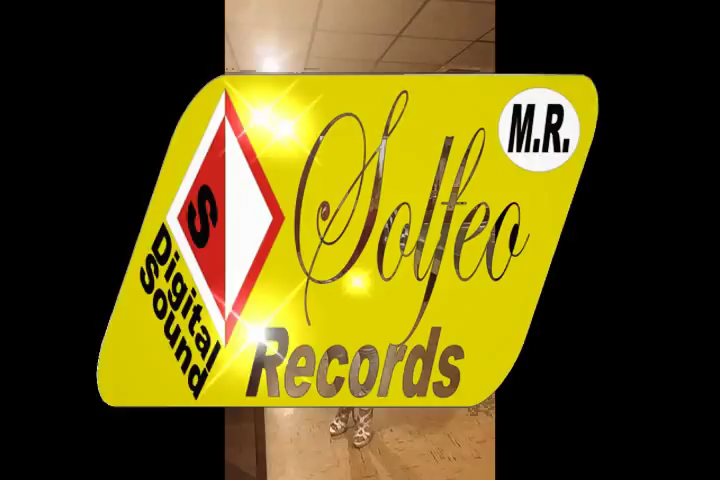 M.R.
Solfeo
S
Digital
Sound
Records